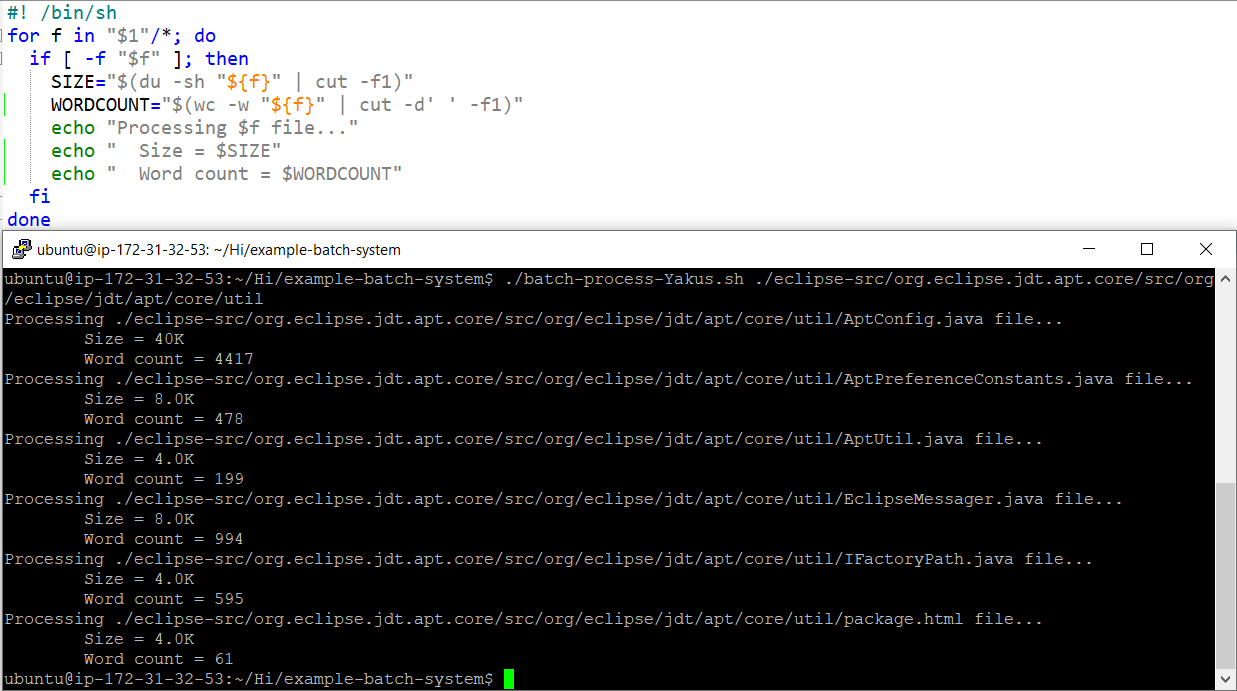 #! /bin/sh
for f in "$1"/*; do
  if [ -f "$f" ]; then
    SIZE="$(du -sh "${f}" | cut -f1)"
    WORDCOUNT="$(wc -w "${f}" | cut -d' ' -f1)"
    echo "Processing $f file..."
    echo "  Size = $SIZE"
    echo "  Word count = $WORDCOUNT"
  fi
done
ubuntu@ip-172-31-32-53: ~/Hi/example-batch-system
ubuntu@ip-172-31-32-53:~/Hi/example-batch-system$ ./batch-process-Yakus.sh ./eclipse-src/org.eclipse.jdt.apt.core/src/org
/eclipse/jdt/apt/core/util
Processing ./eclipse-src/org.eclipse.jdt.apt.core/src/org/eclipse/jdt/apt/core/util/AptConfig.java file...
        Size = 40K
        Word count = 4417
Processing ./eclipse-src/org.eclipse.jdt.apt.core/src/org/eclipse/jdt/apt/core/util/AptPreferenceConstants.java file...
        Size = 8.0K
        Word count = 478
Processing ./eclipse-src/org.eclipse.jdt.apt.core/src/org/eclipse/jdt/apt/core/util/AptUtil.java file...
        Size = 4.0K
        Word count = 199
Processing ./eclipse-src/org.eclipse.jdt.apt.core/src/org/eclipse/jdt/apt/core/util/EclipseMessager.java file...
        Size = 8.0K
        Word count = 994
Processing ./eclipse-src/org.eclipse.jdt.apt.core/src/org/eclipse/jdt/apt/core/util/IFactoryPath.java file...
        Size = 4.0K
        Word count = 595
Processing ./eclipse-src/org.eclipse.jdt.apt.core/src/org/eclipse/jdt/apt/core/util/package.html file...
        Size = 4.0K
        Word count = 61
ubuntu@ip-172-31-32-53:~/Hi/example-batch-system$